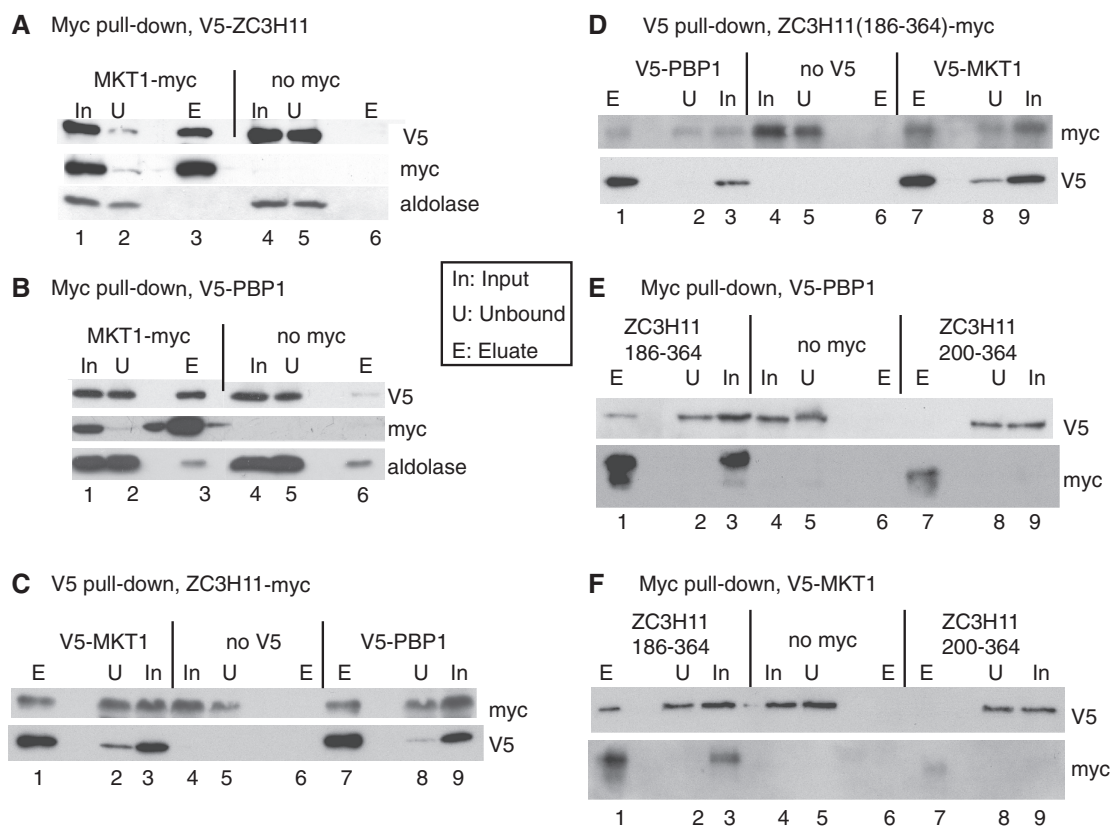 A Myc pull-down, V5-ZC3H11
MKT1-myc no myc
In U E In U E
V5
myc
aldolase
1 2 3 4 5 6
B Myc pull-down, V5-PBP1
MKT1-myc no myc
In U E In U E
V5
myc
aldolase
1 2 3 4 5 6
C V5 pull-down, ZC3H11-myc
V5-MKT1 no V5 V5-PBP1
E U In In U E E U In
myc
V5
1 2 3 4 5 6 7 8 9
In: Input
U: Unbound
E: Eluate
D V5 pull-down, ZC3H11(186-364)-myc
V5-PBP1 no V5 V5-MKT1
E U In In U E E U In
myc
V5
1 2 3 4 5 6 7 8 9
E Myc pull-down, V5-PBP1
ZC3H11 ZC3H11
186-364 no myc 200-364
E U In In U E E U In
V5
myc
1 2 3 4 5 6 7 8 9
F Myc pull-down, V5-MKT1
ZC3H11 ZC3H11
186-364 no myc 200-364
E U In In U E E U In
V5
myc
1 2 3 4 5 6 7 8 9